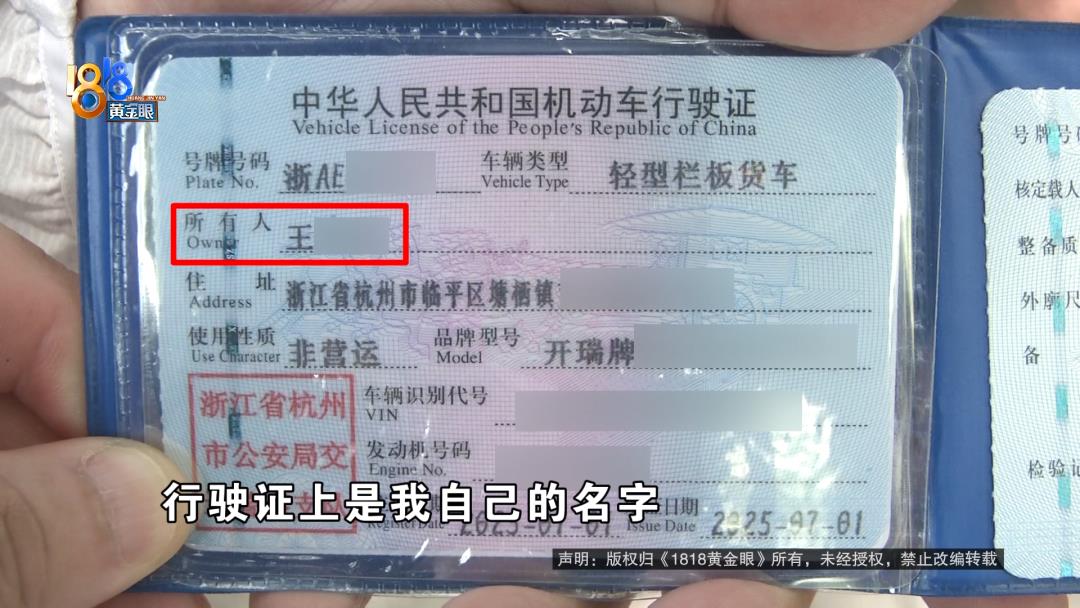 1818
黄金眼
中华人民共和国机动车行驶证
Vehicle License of the People's Republic of China
号牌号码 浙AE 车辆类型 轻型栏板货车
Plate No. Vehicle Type
所有人 王
Owner
住址 浙江省杭州市临平区塘栖镇
Address
使用性质 非营运 品牌型号 开瑞牌
Use Character Model
浙江省杭州
市公安局交
车辆识别代号
VIN
发动机号码
Engine No.
Register Date 2025-07-01 Issue Date 2025-07-01
号牌号码
核定载人
整备质
外廓尺
备
检验记
行驶证上是我自己的名字
声明：版权归《1818黄金眼》所有，未经授权，禁止改编转载